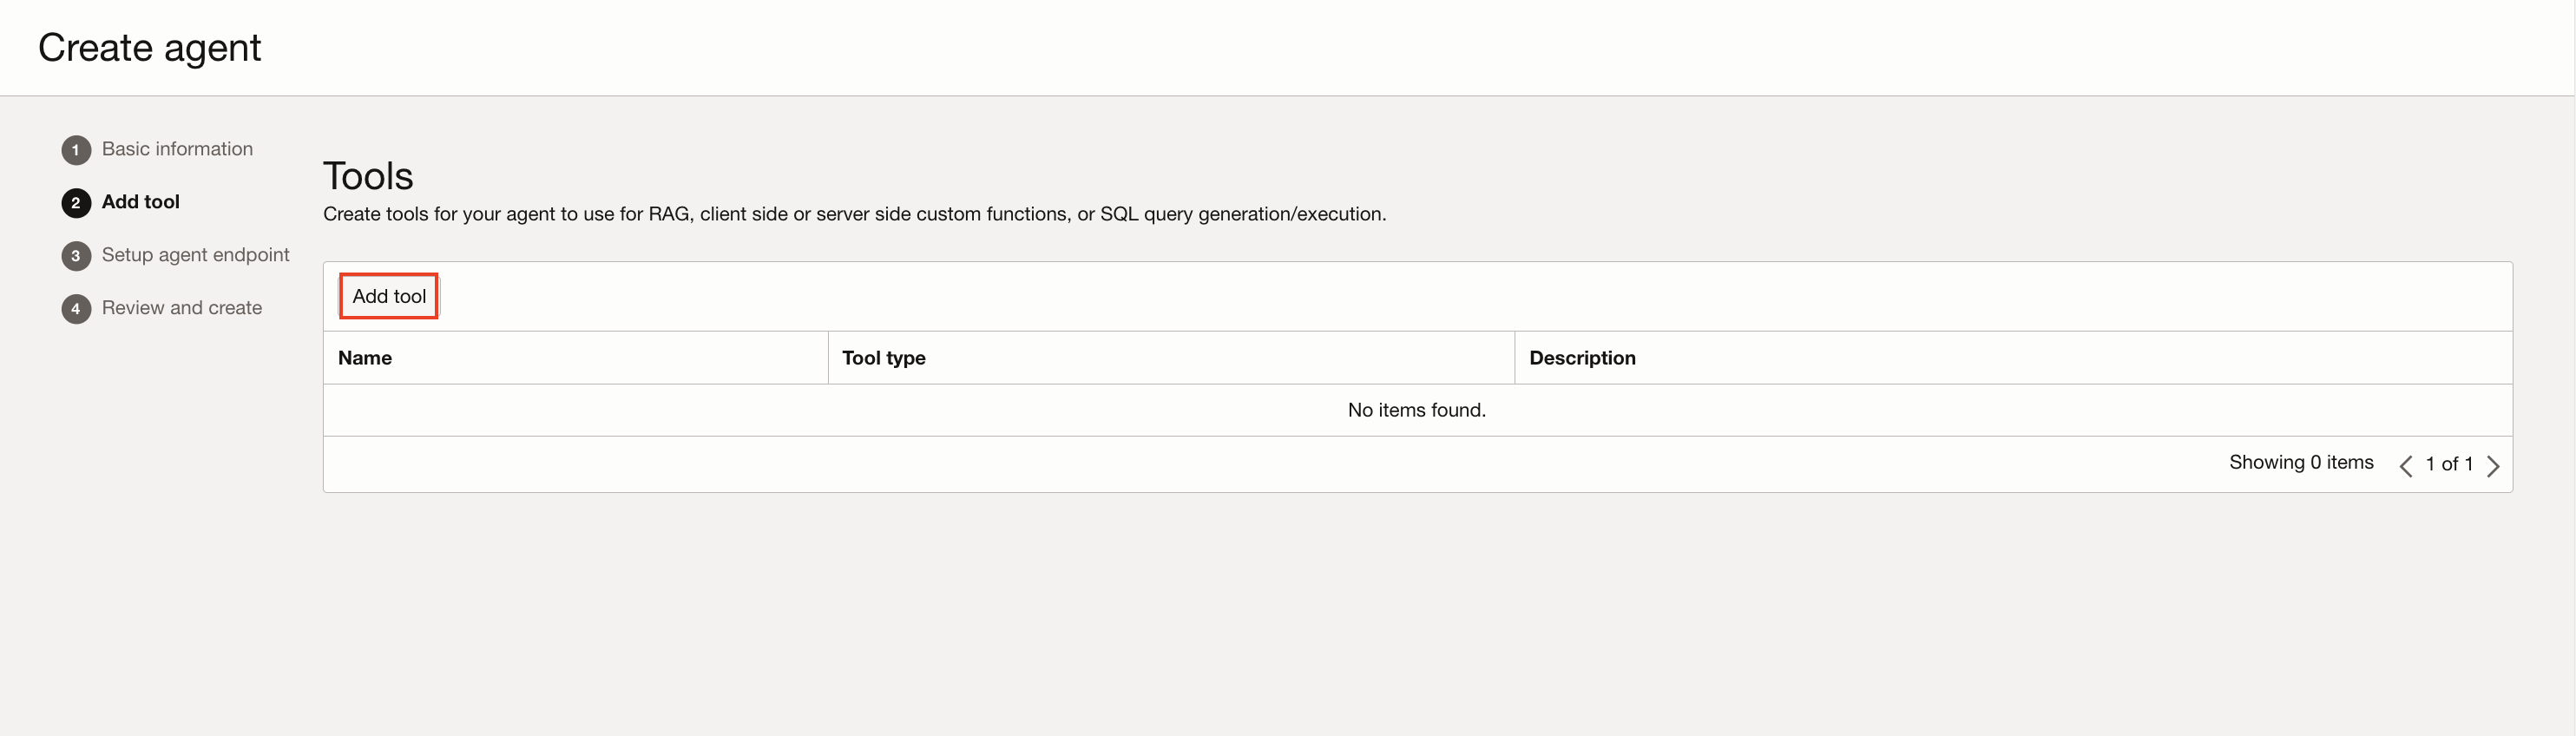 Create agent
1 Basic information
2 Add tool
3 Setup agent endpoint
4 Review and create
Tools
Create tools for your agent to use for RAG, client side or server side custom functions, or SQL query generation/execution.
Add tool
Name Tool type Description
No items found.
Showing 0 items 1 of 1